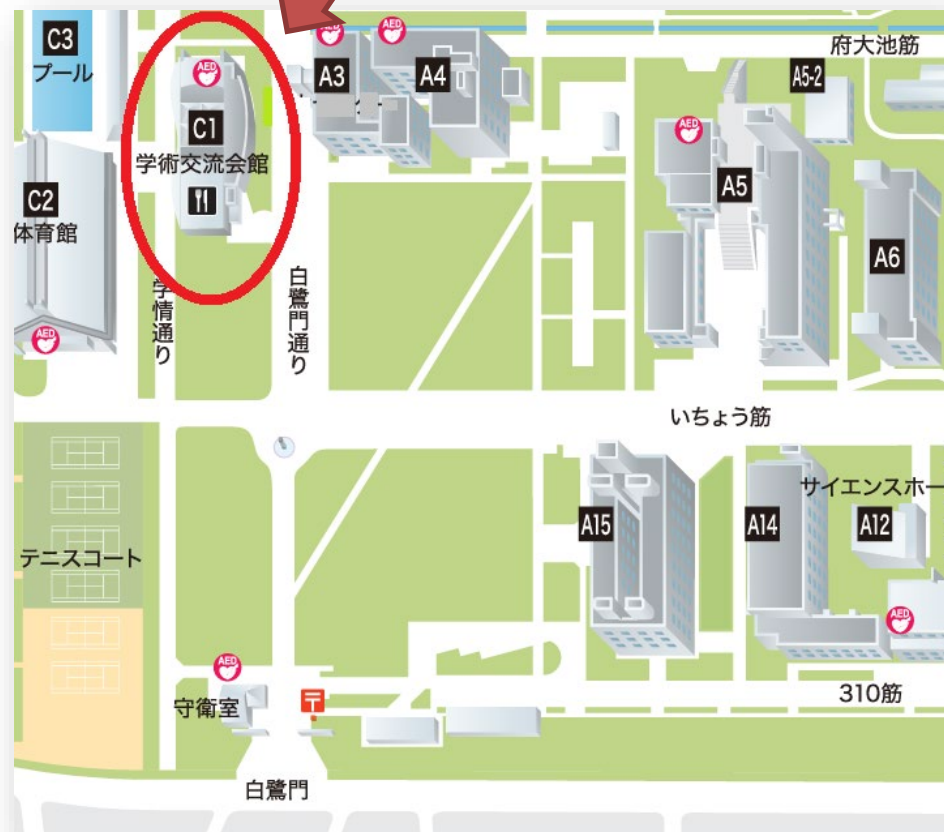 C3
プール
AED
C1
学術交流会館
AED
A3
AED
A4
府大池筋
A5-2
AED
A5
A6
C2
体育館
AED
学情通り
白鷺門通り
いちょう筋
テニスコート
A15
A14
サイエンスホー
A12
AED
AED
守衛室
〒
310筋
白鷺門